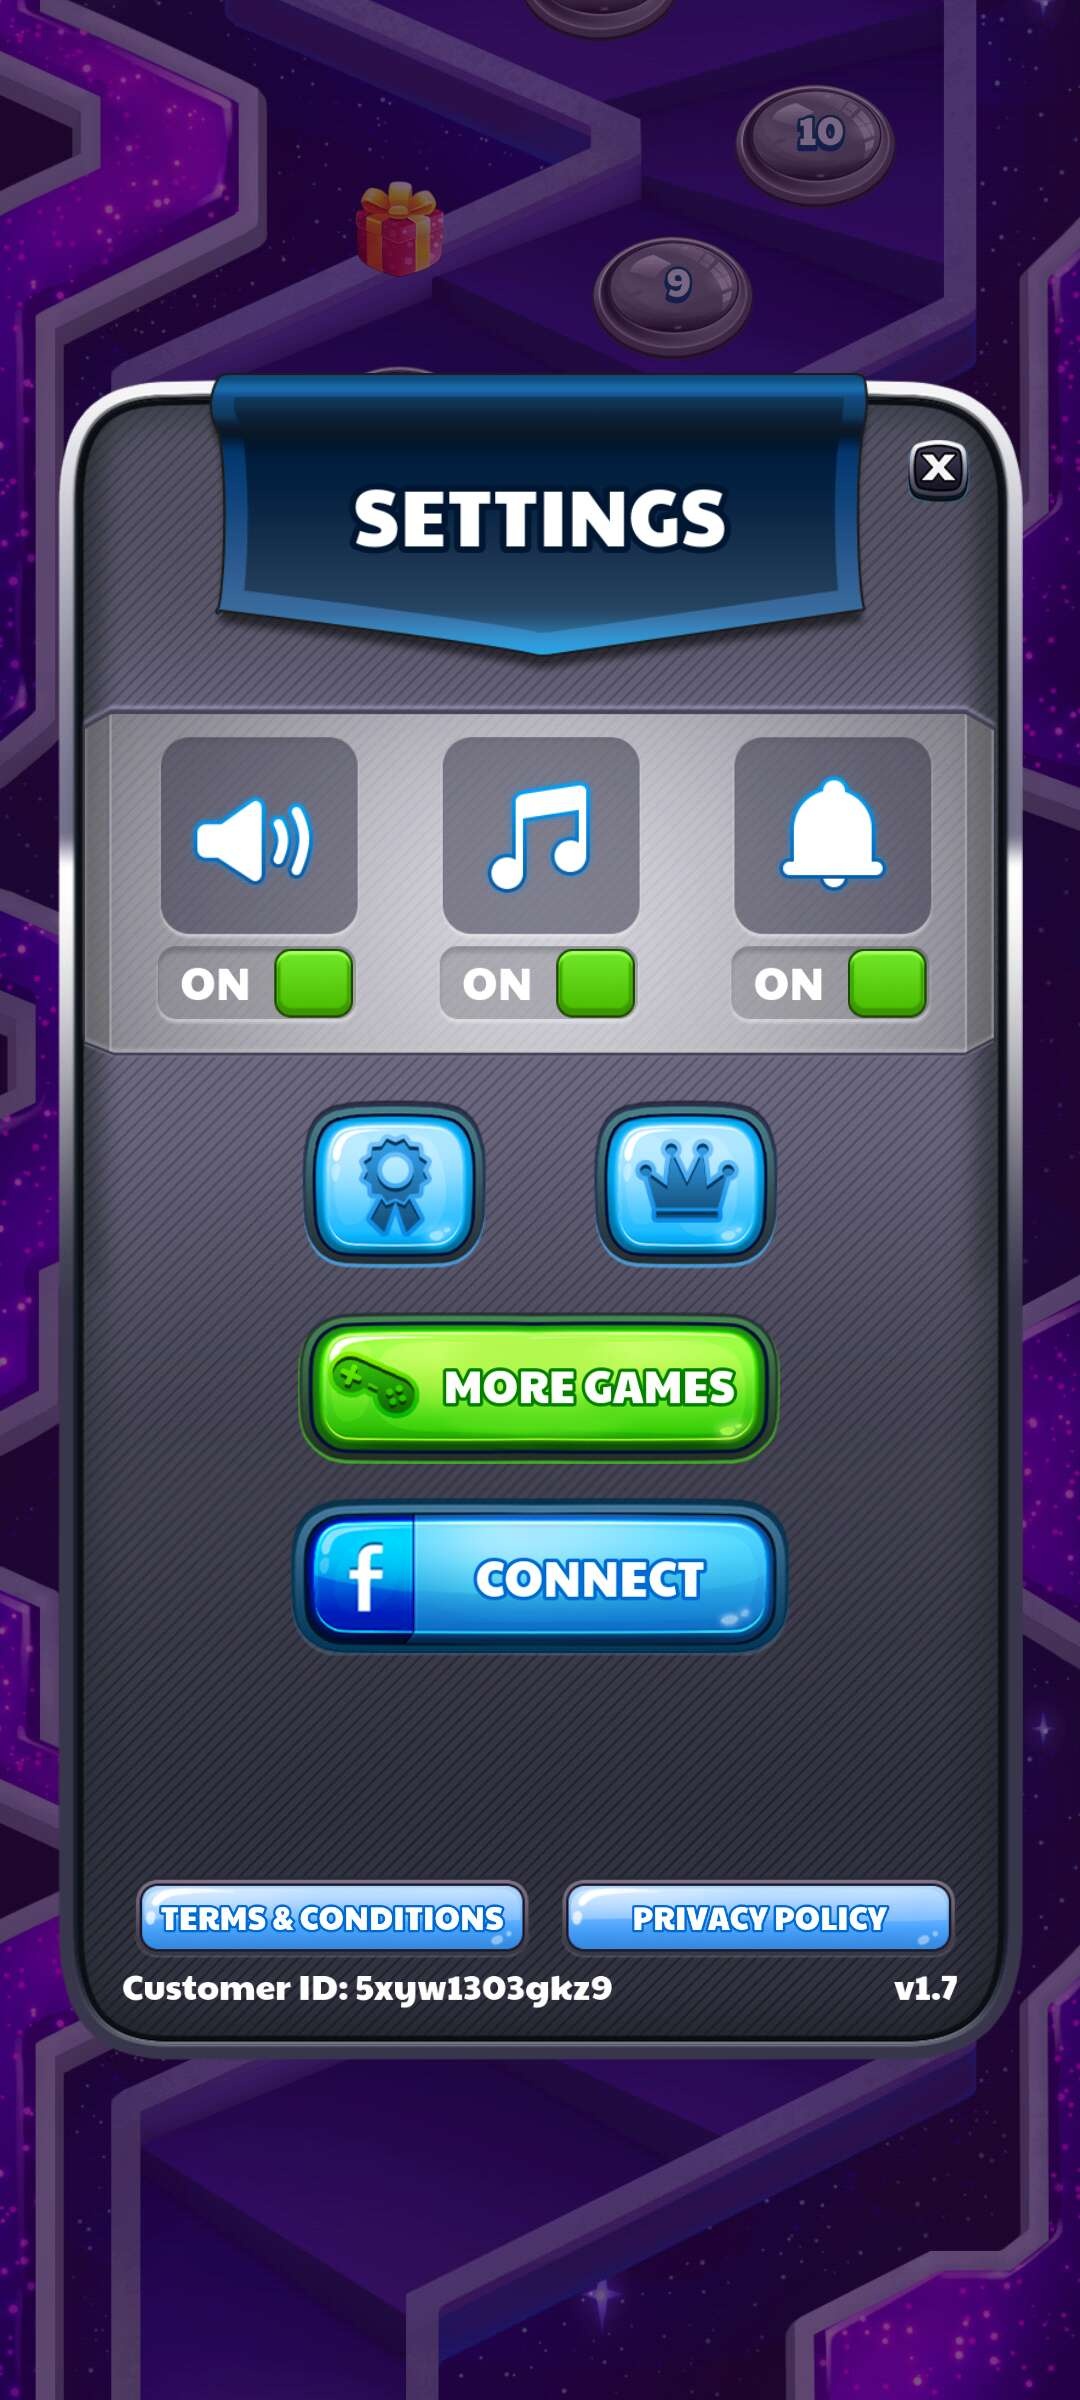 10
9
SETTINGS
X
ON ON ON
MORE GAMES
f CONNECT
TERMS & CONDITIONS PRIVACY POLICY
Customer ID: 5xyw1303gkz9 v1.7